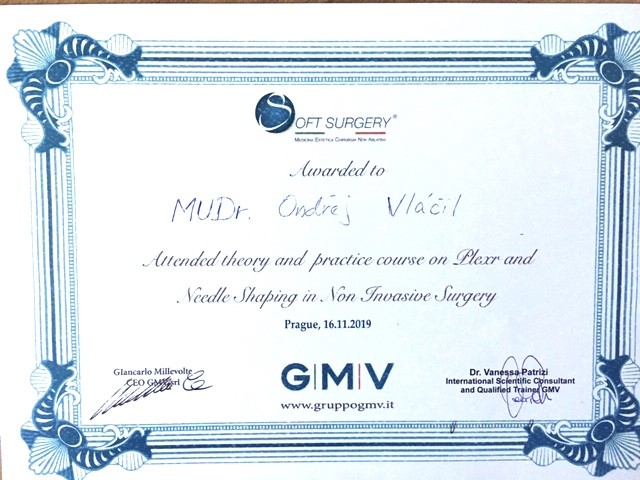 SOFT SURGERY®
MEDICINA ESTETICA CHIRURGIA NON ABLATIVA
Awarded to
MUDr. Ondřej Vláčil
Attended theory and practice course on Plexr and
Needle Shaping in Non Invasive Surgery
Prague, 16.11.2019
Giancarlo Millevolte
CEO GMV srl
G|M|V
www.gruppogmv.it
Dr. Vanessa Patrizi
International Scientific Consultant
and Qualified Trainer GMV